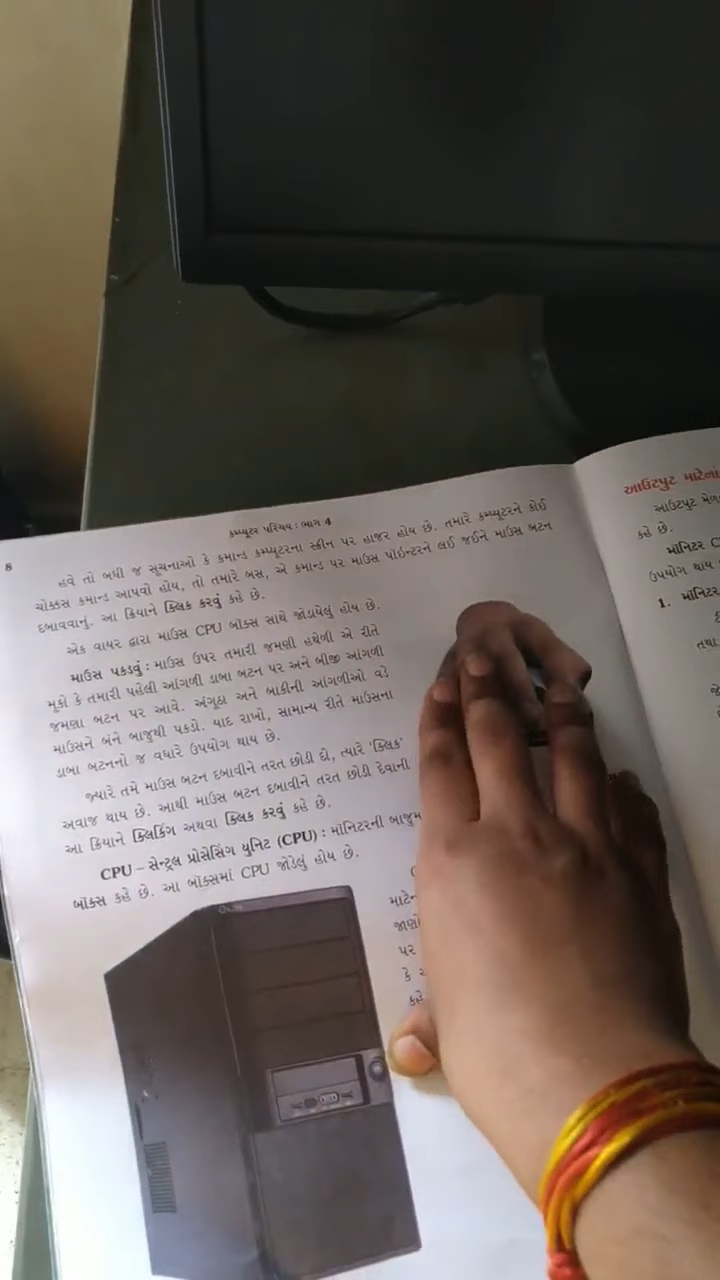 8
કમ્પ્યૂટર પરિચય : ભાગ 4
હવે તો બધી જ સૂચનાઓ કે કમાન્ડ કમ્પ્યૂટરના સ્ક્રીન પર હાજર હોય છે. તમારે કમ્પ્યૂટરને કોઈ
ચોક્કસ કમાન્ડ આપવો હોય, તો તમારે બસ, એ કમાન્ડ પર માઉસ પોઇન્ટરને લઈ જઈને માઉસ બટન
દબાવવાનું. આ ક્રિયાને ક્લિક કરવું કહે છે.
એક વાયર દ્વારા માઉસ CPU બૉક્સ સાથે જોડાયેલું હોય છે.
માઉસ પકડવું : માઉસ ઉપર તમારી જમણી હથેળી એ રીતે
મૂકો કે તમારી પહેલી આંગળી ડાબા બટન પર અને બીજી આંગળી
જમણા બટન પર આવે. અંગૂઠા અને બાકીની આંગળીઓ વડે
માઉસને બંને બાજુથી પકડો. યાદ રાખો, સામાન્ય રીતે માઉસના
ડાબા બટનનો જ વધારે ઉપયોગ થાય છે.
જ્યારે તમે માઉસ બટન દબાવીને તરત છોડી દો, ત્યારે 'ક્લિક'
અવાજ થાય છે. આથી માઉસ બટન દબાવીને તરત છોડી દેવાની
આ ક્રિયાને ક્લિકિંગ અથવા ક્લિક કરવું કહે છે.
CPU – સેન્ટ્રલ પ્રોસેસિંગ યુનિટ (CPU) : મૉનિટરની બાજુમ
બૉક્સ કહે છે. આ બૉક્સમાં CPU જોડેલું હોય છે.
જાણો
પર
કે
કહે
આઉટપુટ માટેનાં
આઉટપુટ મેળ
કહે છે.
મૉનિટર C
ઉપયોગ થાય
1. મૉનિટર
તથા